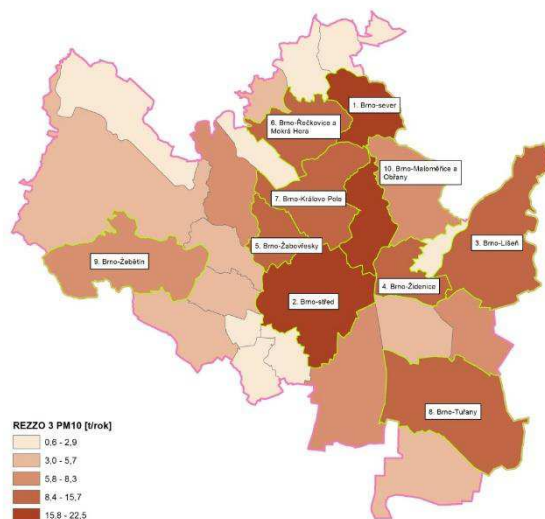 1. Brno-sever
6. Brno-Řečkovice a
Mokrá Hora
10. Brno-Maloměřice a
Obřany
7. Brno-Královo Pole
3. Brno-Líšeň
5. Brno-Žabovřesky
9. Brno-Žebětín
4. Brno-Židenice
2. Brno-střed
8. Brno-Tuřany
REZZO 3 PM10 [t/rok]
0,6 - 2,9
3,0 - 5,7
5,8 - 8,3
8,4 - 15,7
15,8 - 22,5